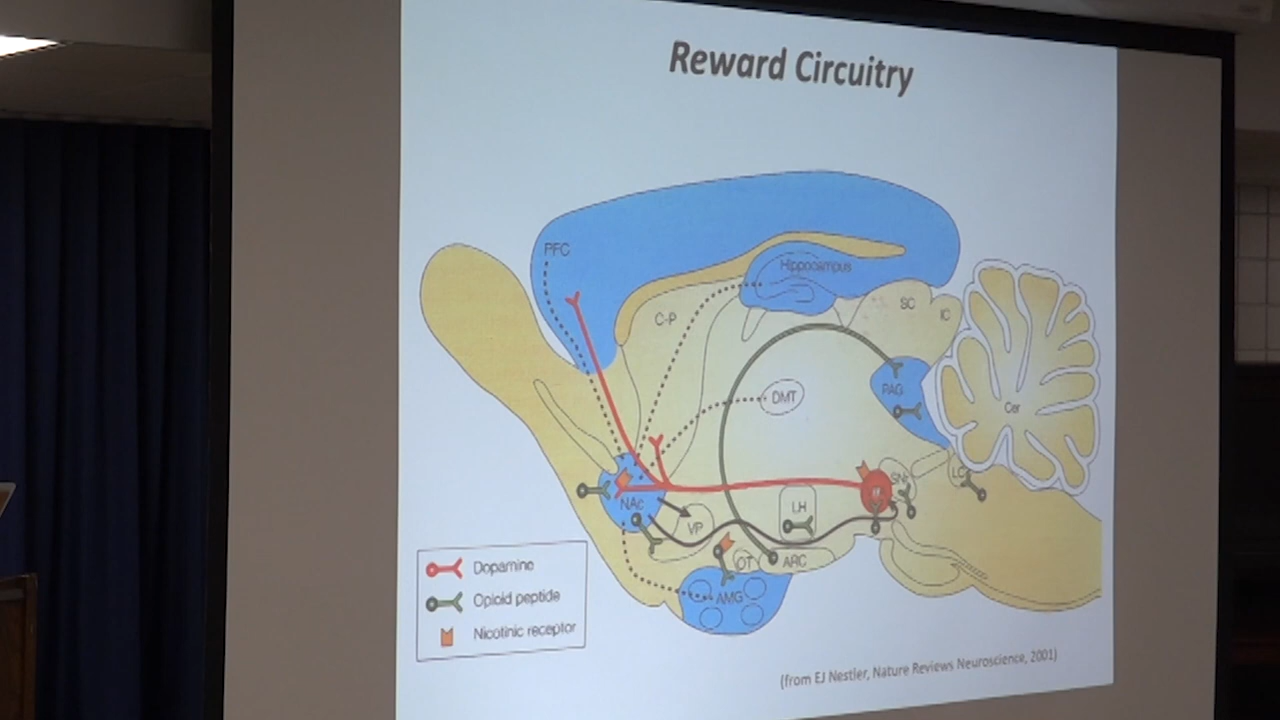 Reward Circuitry
PFC
Hippocampus
SC
IC
C-P
DMT
PAG
Cer
LC
SNr
NAc
LH
VP
OT
ARC
AMG
Dopamine
Opioid peptide
Nicotinic receptor
(from EJ Nestler, Nature Reviews Neuroscience, 2001)